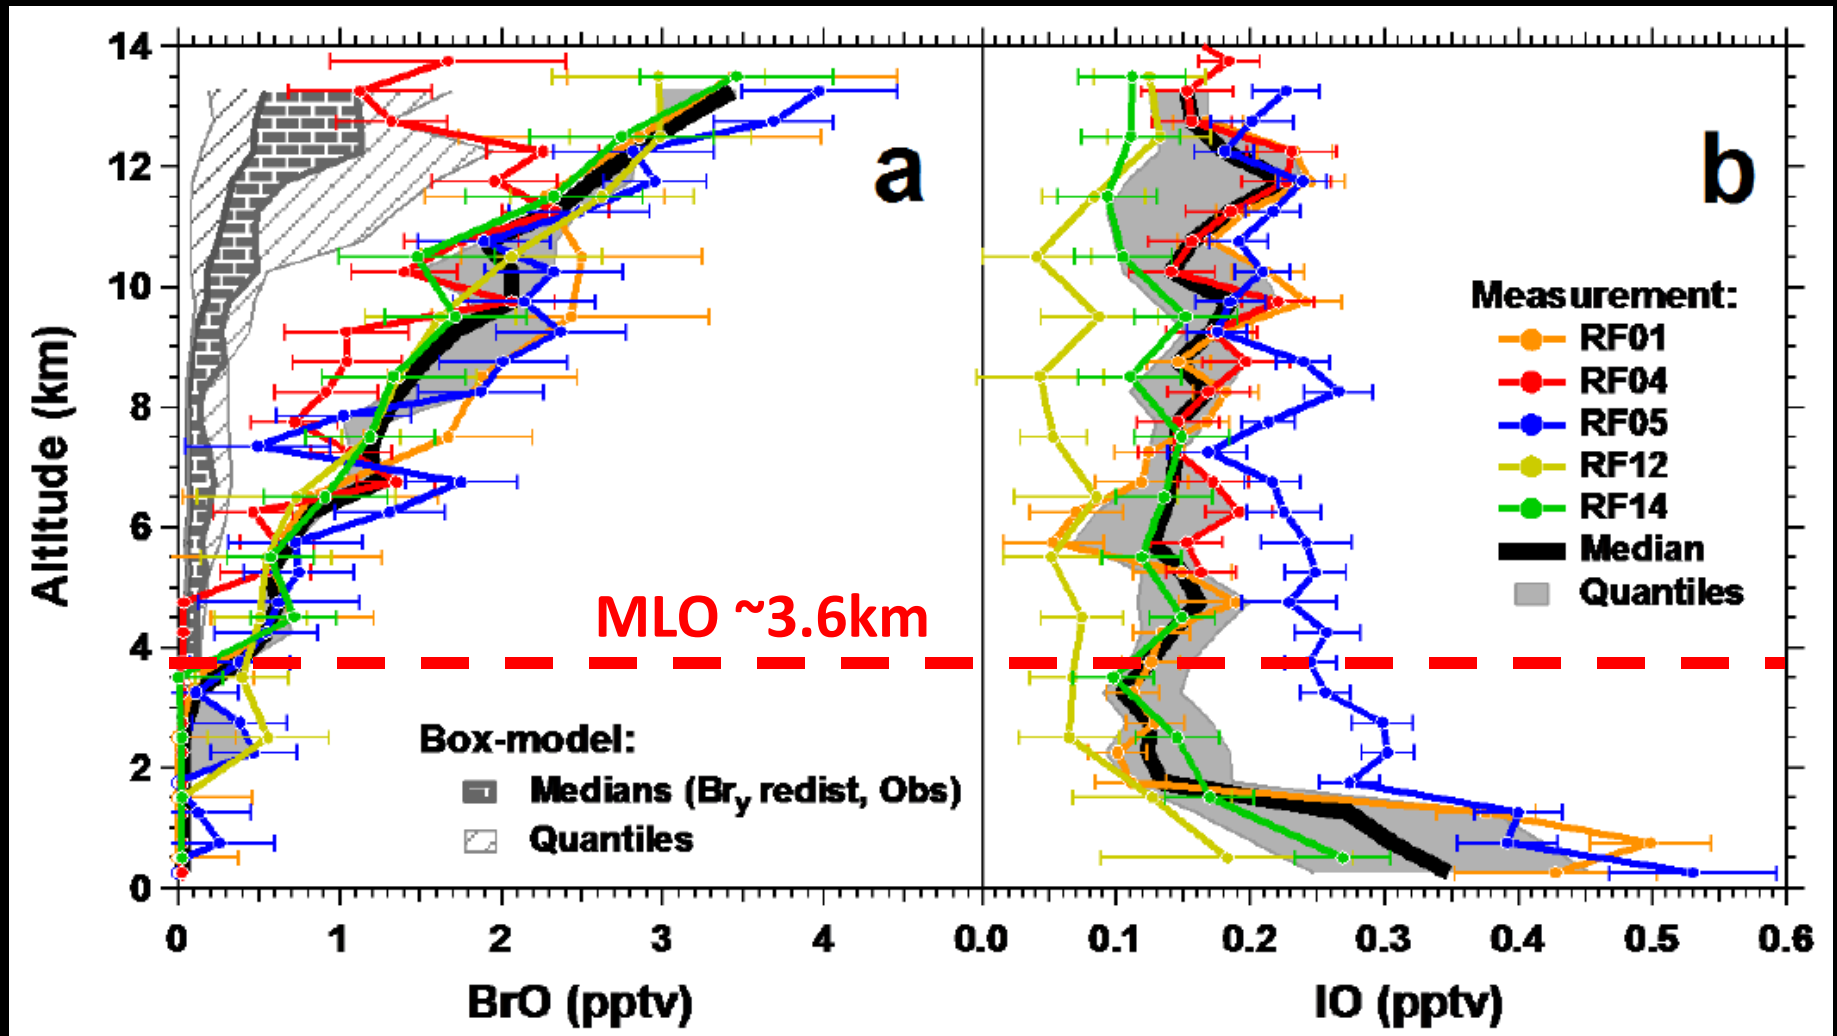 14
12
10
8
6
4
2
0
Altitude (km)
a
b
MLO ~3.6km
Box-model:
Medians (Bry redist, Obs)
Quantiles
Measurement:
RF01
RF04
RF05
RF12
RF14
Median
Quantiles
0 1 2 3 4 0.0 0.1 0.2 0.3 0.4 0.5 0.6
BrO (pptv) IO (pptv)